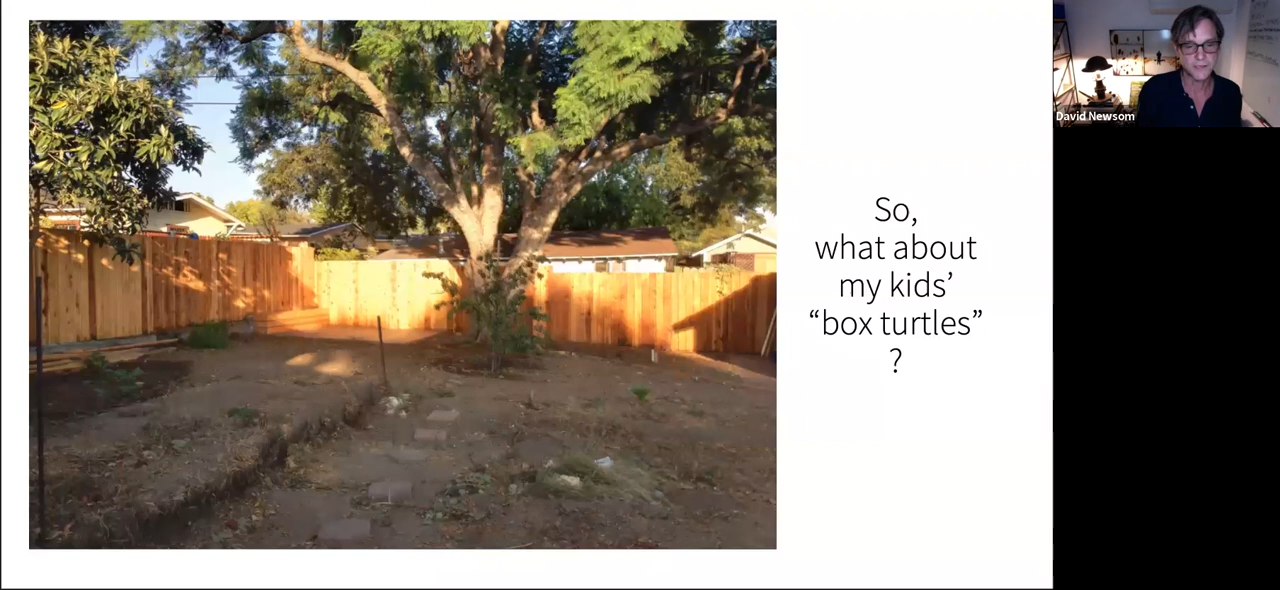 So,
what about
my kids’
“box turtles”
?
David Newsom